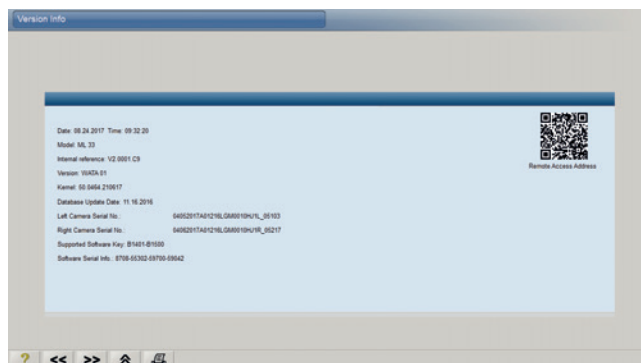 Version Info
Date: 08.24.2017 Time: 09:32:20
Model: ML 33
Internal reference: V2.0001.C9
Version: WATA 01
Kernel: 50.0464.210617
Database Update Date: 11.16.2016
Left Camera Serial No.: 04052017A01216LGM0010HJ1L_05103
Right Camera Serial No.: 04062017A01216LGM0010HJ1R_05217
Supported Software Key: B1401-B1500
Software Serial Info.: 8708-55302-59700-59042
Remote Access Address
? << >>